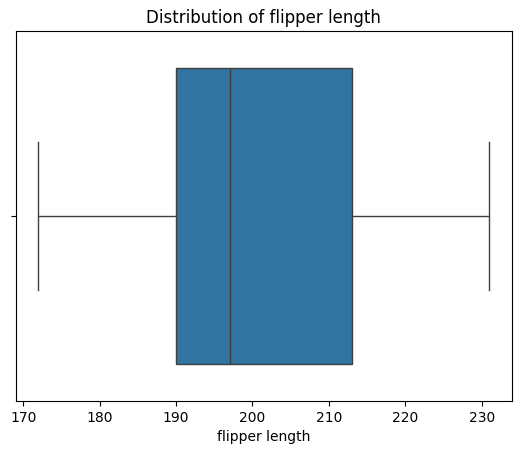 Distribution of flipper length
170 180 190 200 210 220 230
flipper length